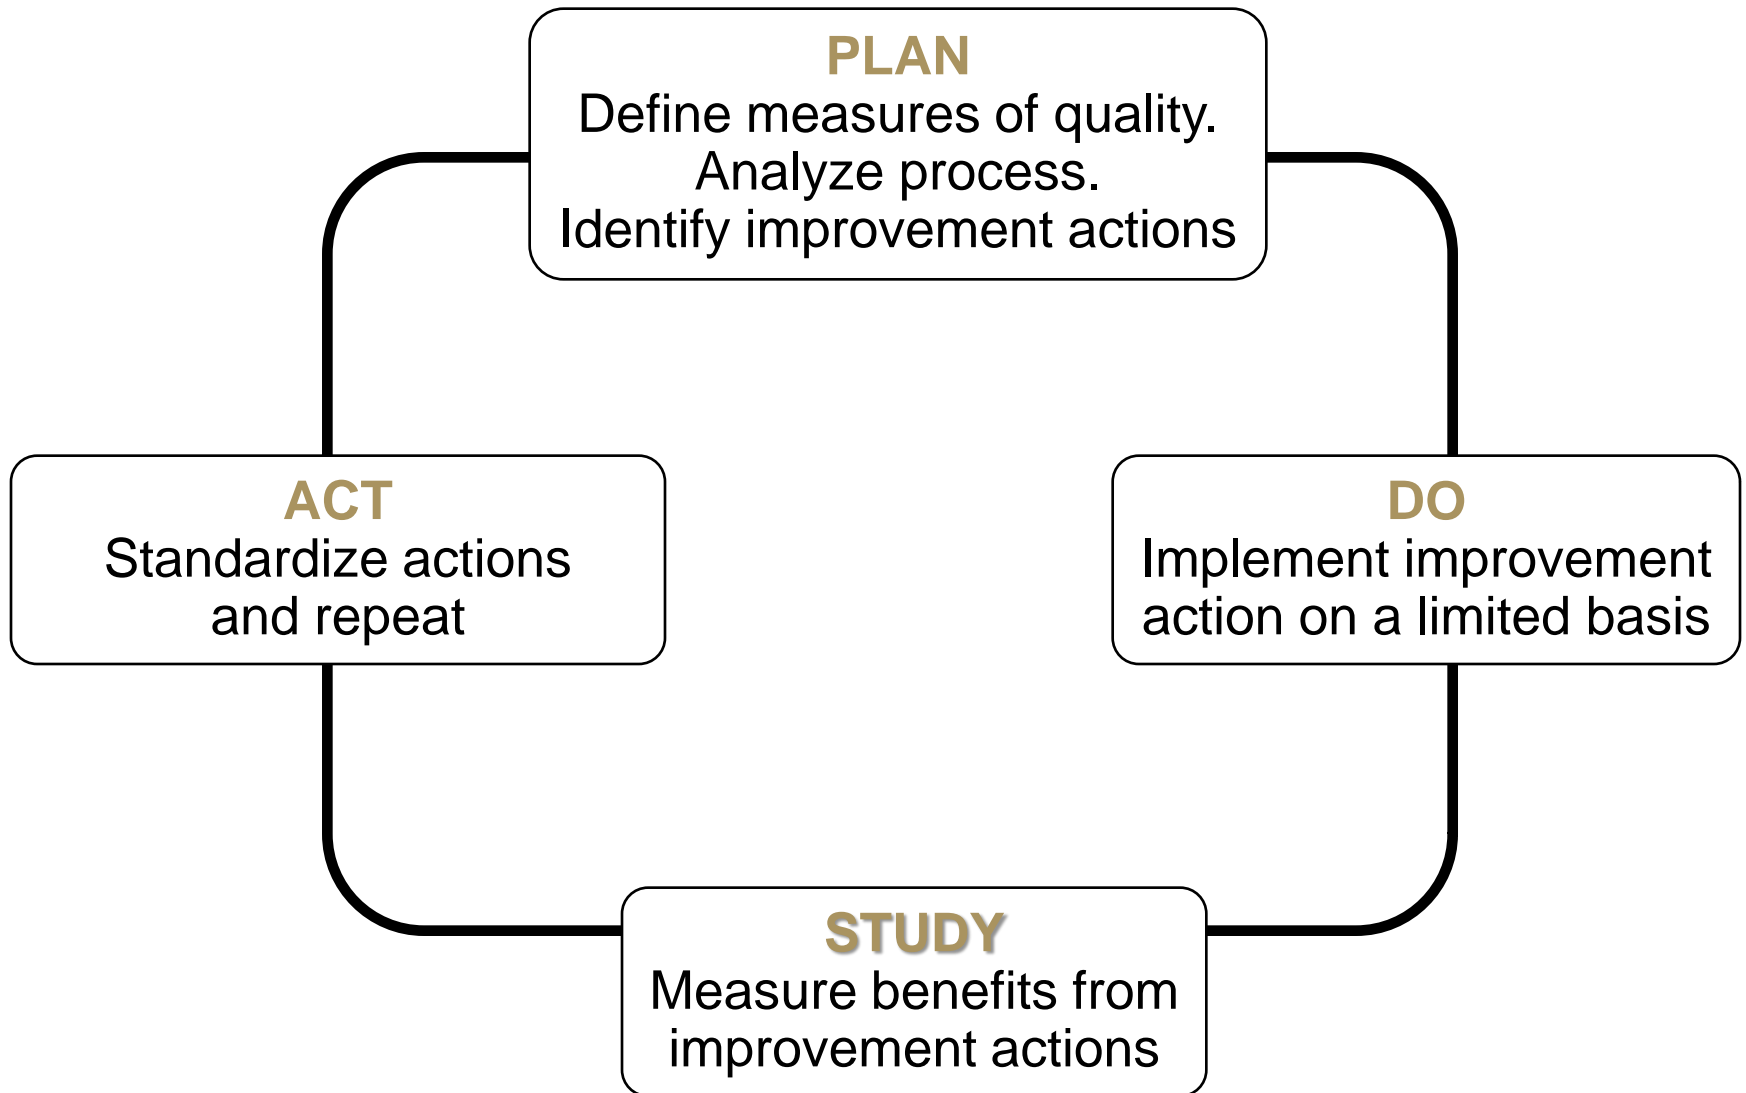 PLAN
Define measures of quality.
Analyze process.
Identify improvement actions
ACT
Standardize actions
and repeat
DO
Implement improvement
action on a limited basis
STUDY
Measure benefits from
improvement actions